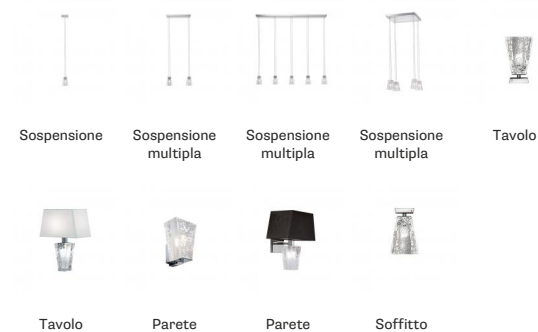 Sospensione
Sospensione
multipla
Sospensione
multipla
Sospensione
multipla
Tavolo
Tavolo
Parete
Parete
Soffitto